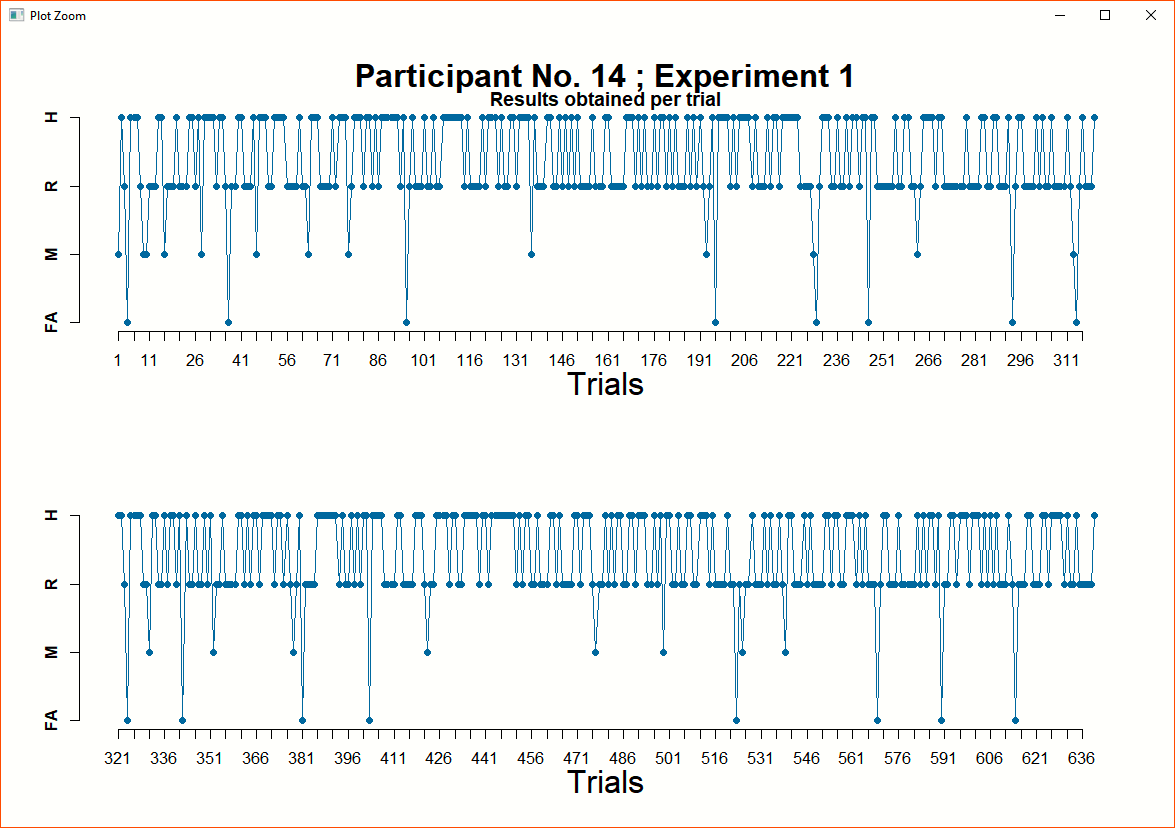 Plot Zoom
Participant No. 14 ; Experiment 1
Results obtained per trial
H
R
M
FA
1 11 26 41 56 71 86 101 116 131 146 161 176 191 206 221 236 251 266 281 296 311
Trials
H
R
M
FA
321 336 351 366 381 396 411 426 441 456 471 486 501 516 531 546 561 576 591 606 621 636
Trials